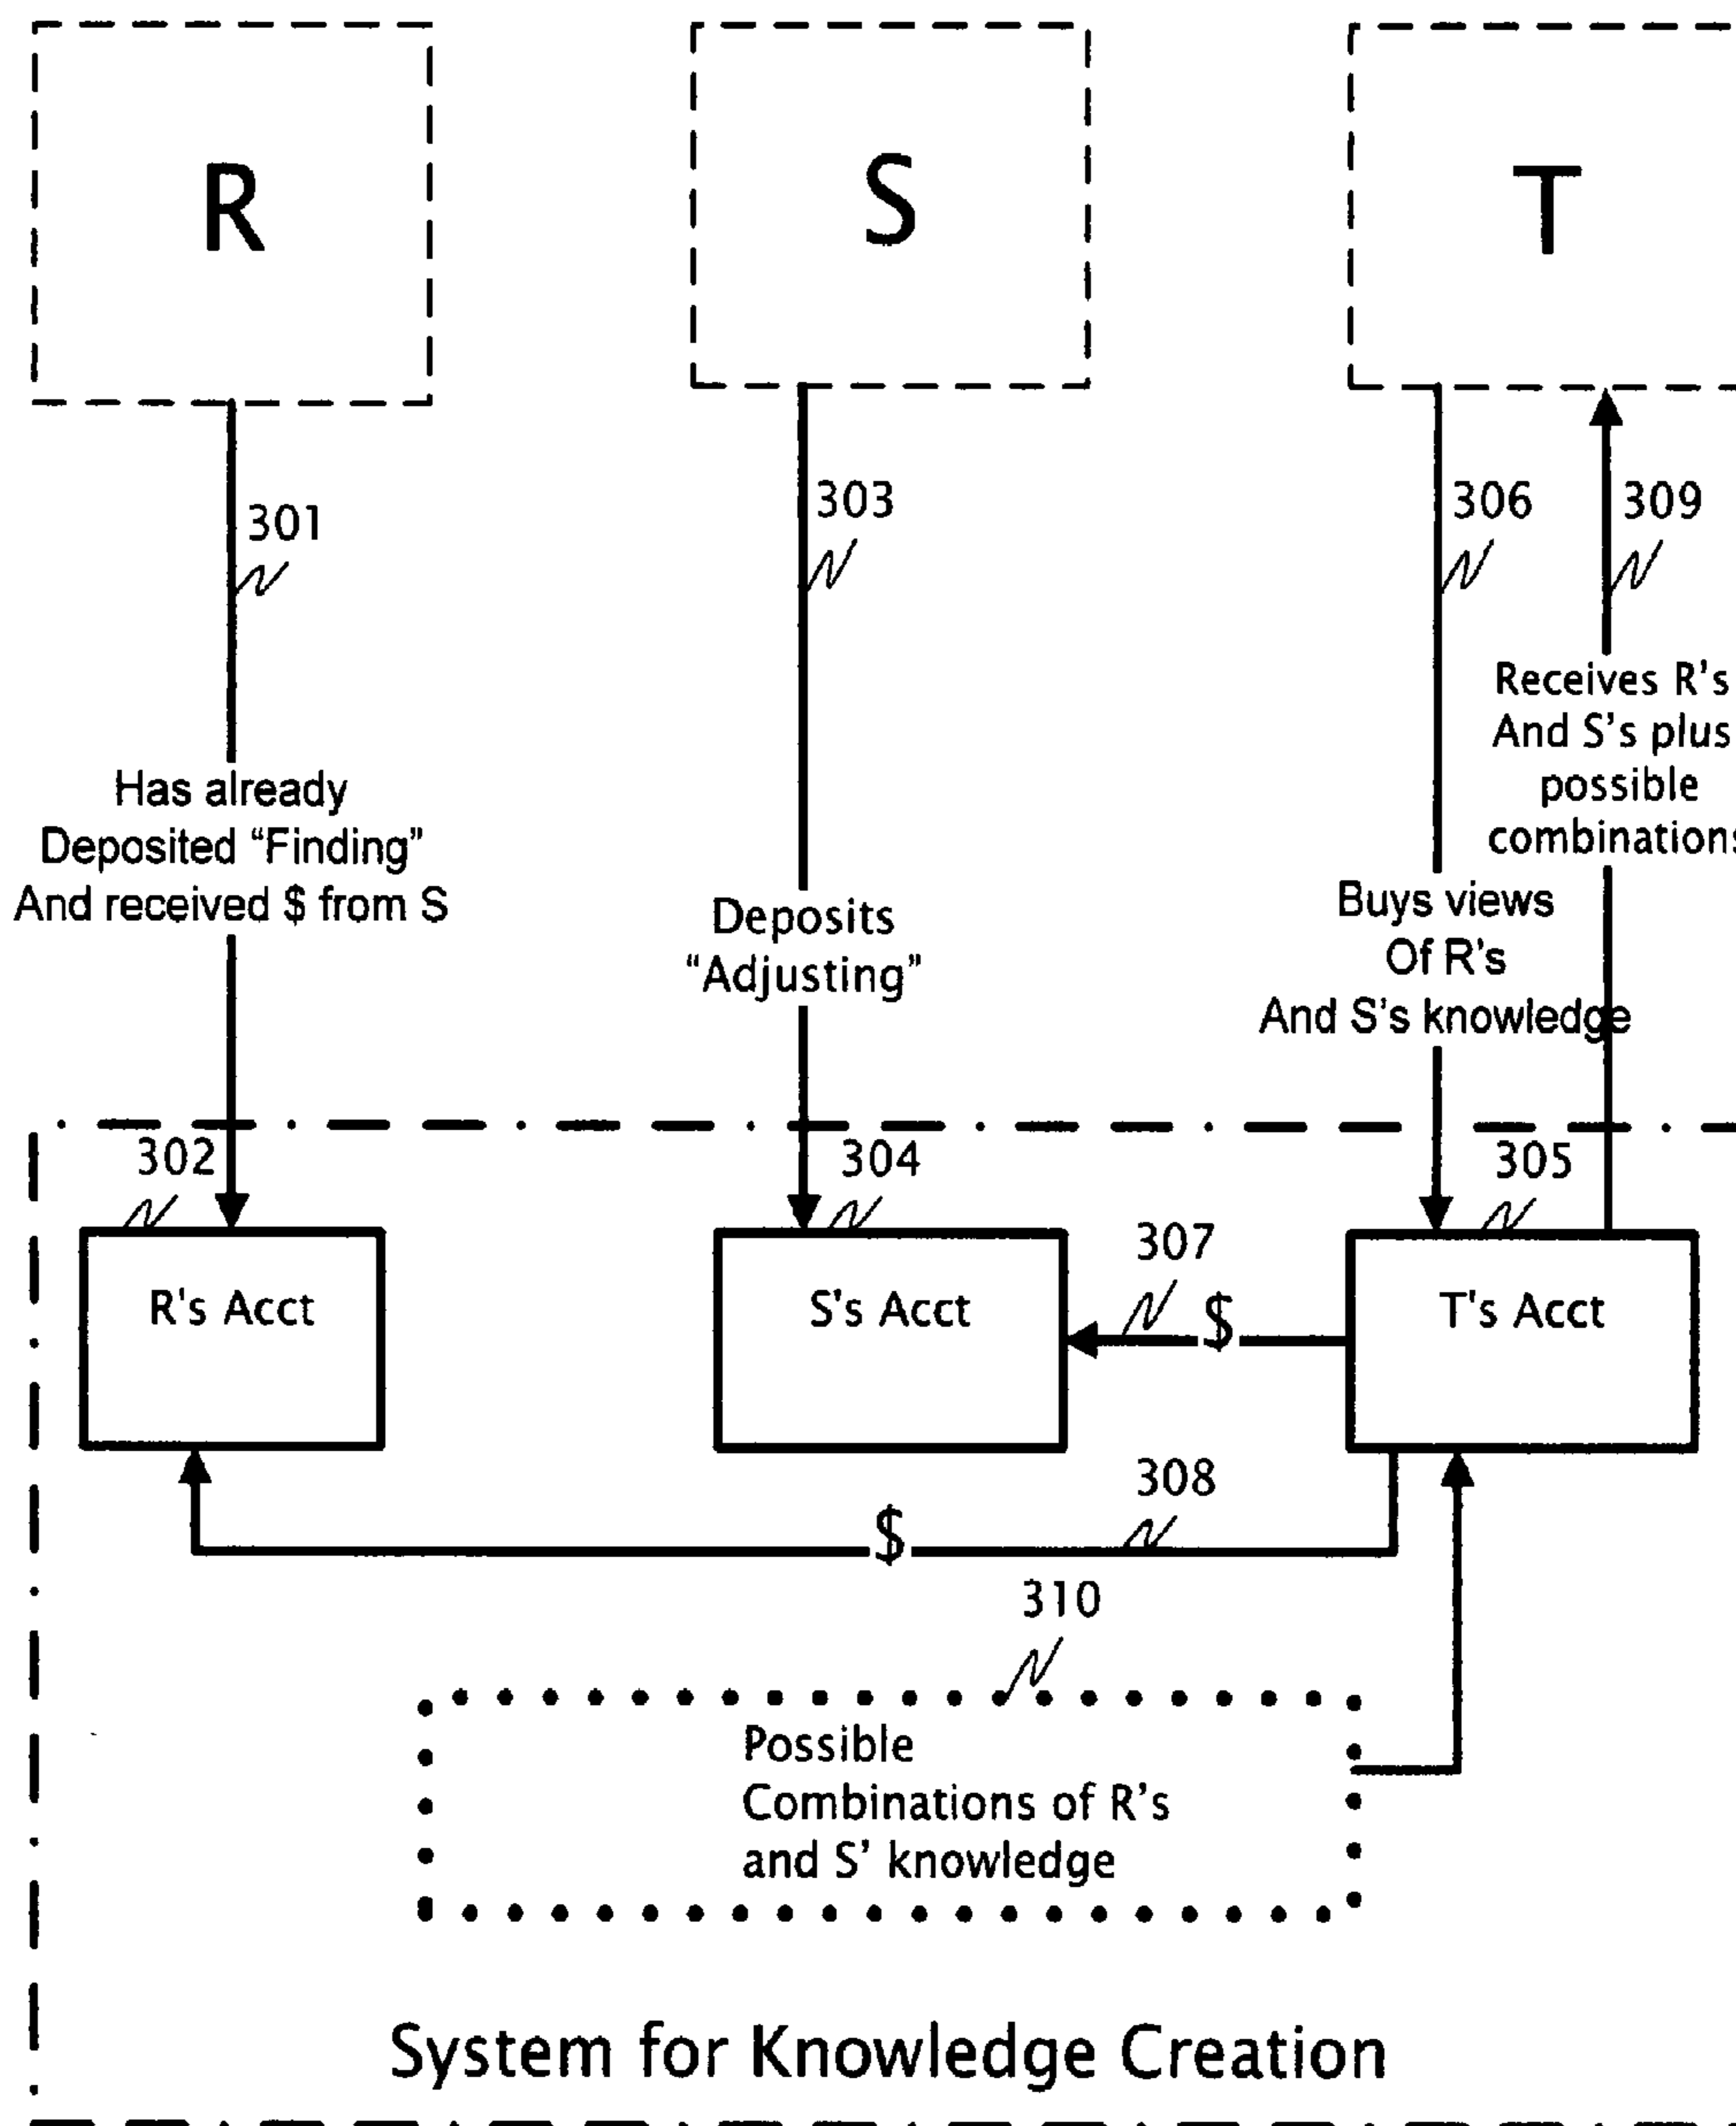 R
S
T
301
303
306
309
Receives R's
And S's plus
possible
combinations
Has already
Deposited “Finding”
And received $ from S
Deposits
“Adjusting”
Buys views
Of R's
And S's knowledge
302
304
305
R's Acct
S's Acct
T's Acct
307
$
308
$
310
Possible
Combinations of R's
and S’ knowledge
System for Knowledge Creation